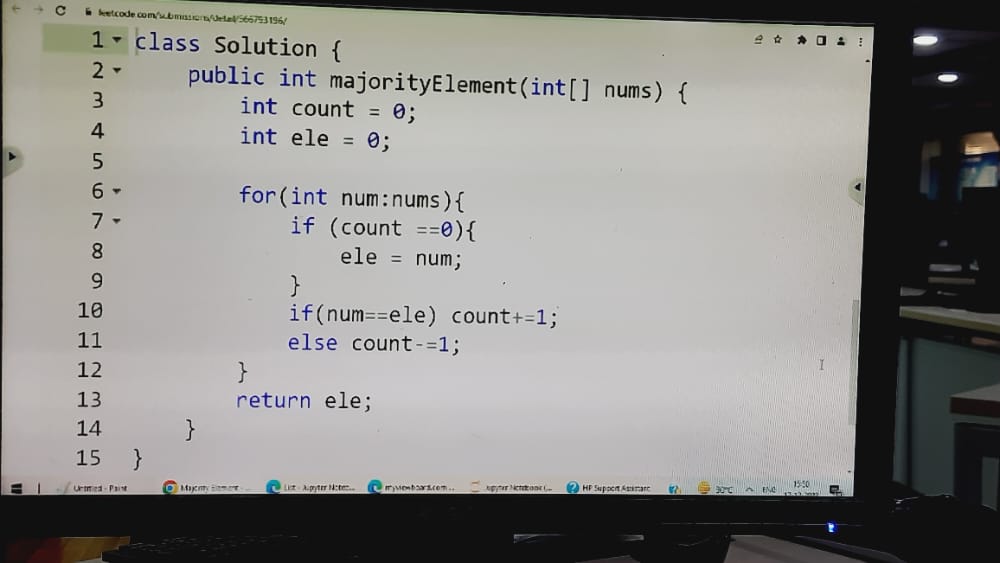 leetcode.com/submissions/detail/566753196/
1 class Solution {
2 public int majorityElement(int[] nums) {
3 int count = 0;
4 int ele = 0;
5
6 for(int num:nums){
7 if (count ==0){
8 ele = num;
9 }
10 if(num==ele) count+=1;
11 else count-=1;
12 }
13 return ele;
14 }
15 }
Untitled - Paint Majority Element - ... List - Jupyter Note... myviewboard.com ... Jupyter Notebook (... HP Support Assistant 30°C ENG 15:50